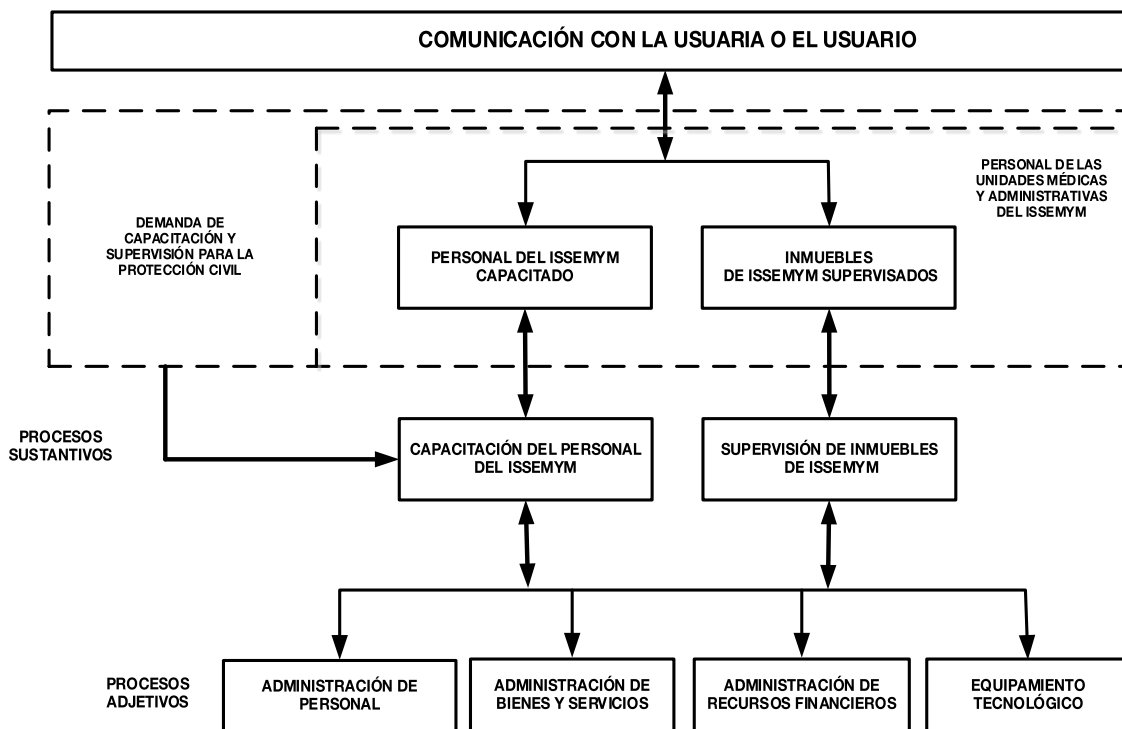 COMUNICACIÓN CON LA USUARIA O EL USUARIO
PERSONAL DE LAS
UNIDADES MÉDICAS
Y ADMINISTRATIVAS
DEL ISSEMYM
DEMANDA DE
CAPACITACIÓN Y
SUPERVISIÓN PARA LA
PROTECCIÓN CIVIL
PERSONAL DEL ISSEMYM
CAPACITADO
INMUEBLES
DE ISSEMYM SUPERVISADOS
PROCESOS
SUSTANTIVOS
CAPACITACIÓN DEL PERSONAL
DEL ISSEMYM
SUPERVISIÓN DE INMUEBLES
DE ISSEMYM
PROCESOS
ADJETIVOS
ADMINISTRACIÓN DE
PERSONAL
ADMINISTRACIÓN DE
BIENES Y SERVICIOS
ADMINISTRACIÓN DE
RECURSOS FINANCIEROS
EQUIPAMIENTO
TECNOLÓGICO